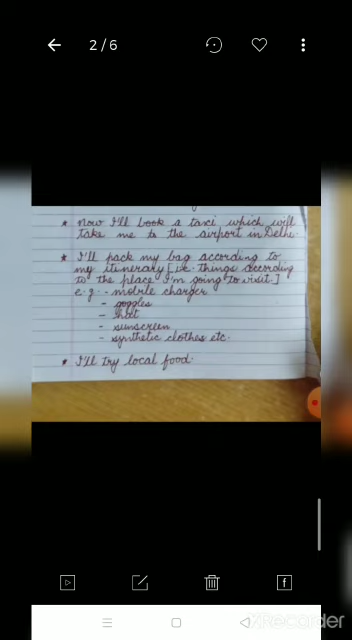 2/6
* Now I'll book a taxi which will
take me to the airport in Delhi.
* I'll pack my bag according to
my itinerary [i.e. things according
to the place I'm going to visit.]
e.g. - mobile charger
- goggles
- hat
- sunscreen
- synthetic clothes etc.
* I'll try local food.
f
XRecorder